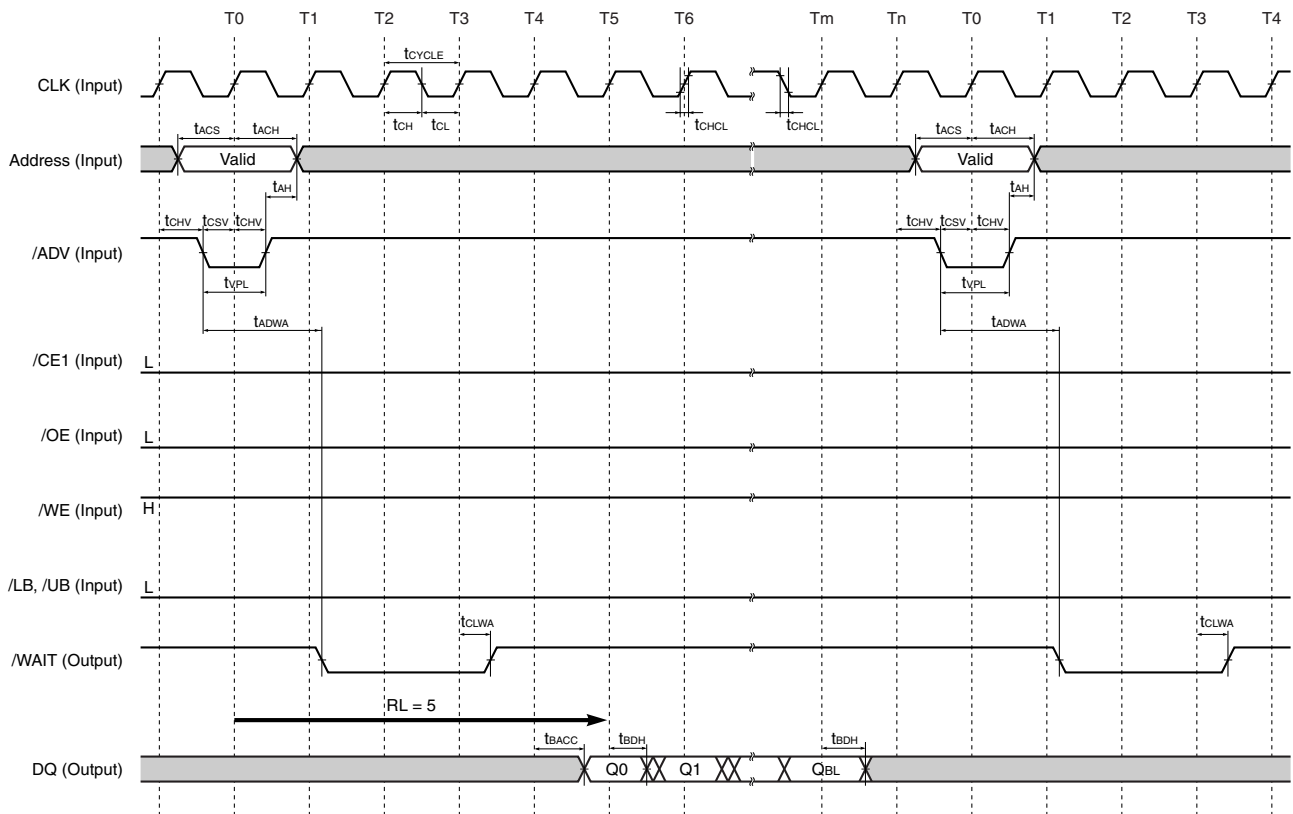 T0 T1 T2 T3 T4 T5 T6 Tm Tn T0 T1 T2 T3 T4
tCYCLE
CLK (Input)
tCH tCL tCHCL tCHCL
tACS tACH tACS tACH
Address (Input) Valid Valid
tAH tAH
tCHV tCSV tCHV tCHV tCSV tCHV
/ADV (Input)
tVPL tVPL
tADWA tADWA
/CE1 (Input) L
/OE (Input) L
/WE (Input) H
/LB, /UB (Input) L
tCLWA tCLWA
/WAIT (Output)
RL = 5
tBACC tBDH tBDH
DQ (Output) Q0 Q1 QBL